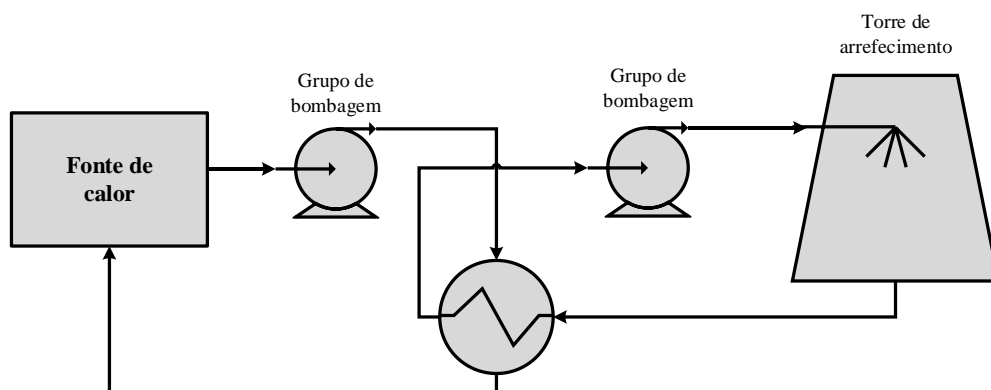 Torre de
arrefecimento
Grupo de
bombagem
Grupo de
bombagem
Fonte de
calor